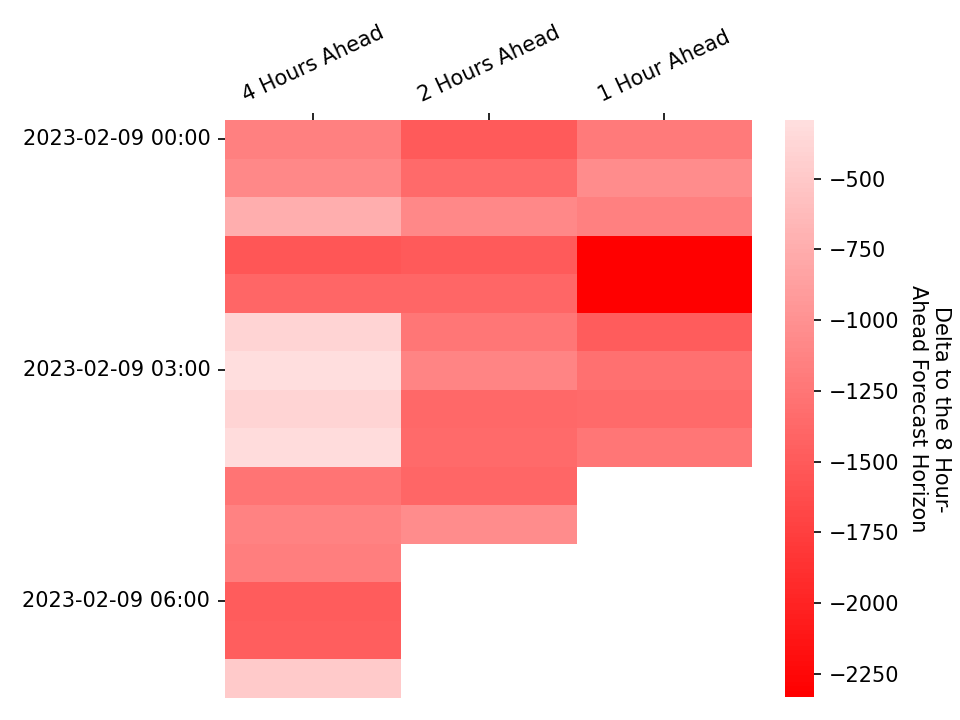 4 Hours Ahead
2 Hours Ahead
1 Hour Ahead
2023-02-09 00:00
2023-02-09 03:00
2023-02-09 06:00
−500
−750
−1000
−1250
−1500
−1750
−2000
−2250
Delta to the 8 Hour-
Ahead Forecast Horizon